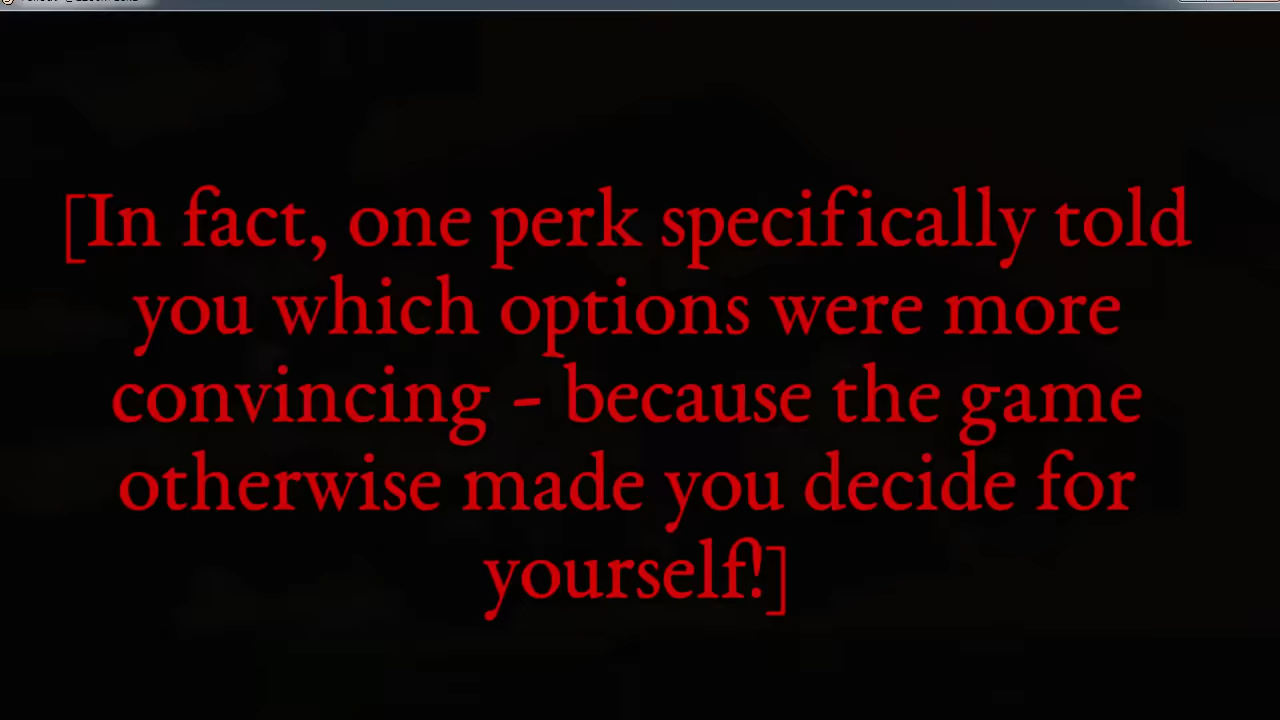 [In fact, one perk specifically told
you which options were more
convincing - because the game
otherwise made you decide for
yourself!]